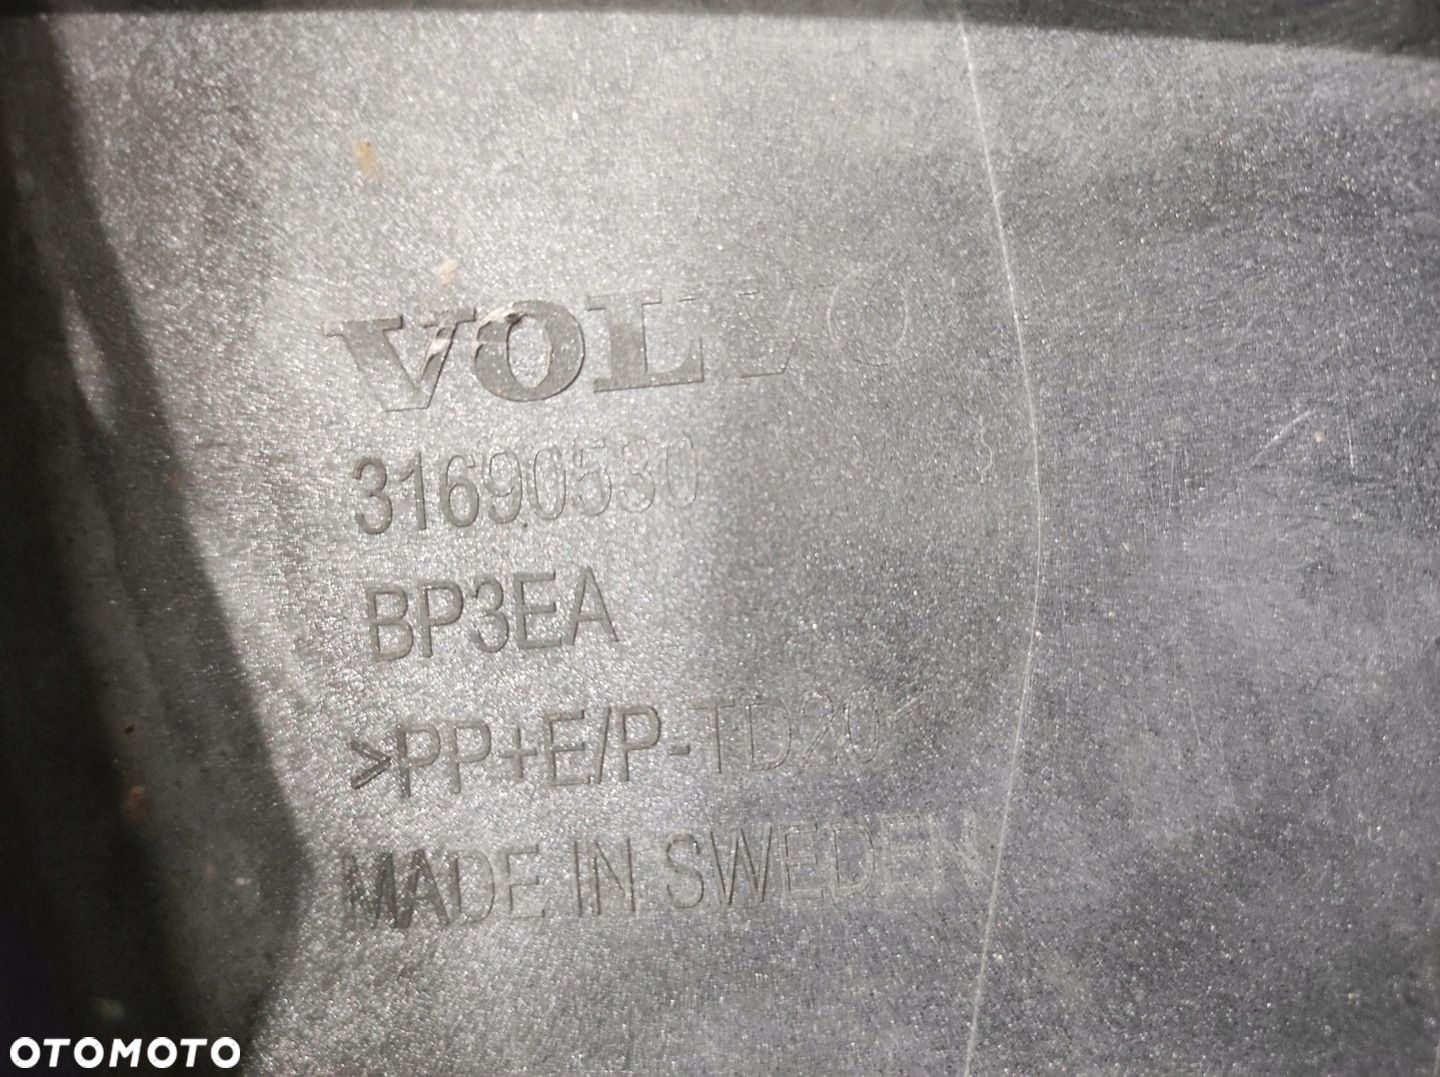 VOLVO
31690530
BP3EA
>PP+E/P-TD20<
MADE IN SWEDEN
OTOMOTO